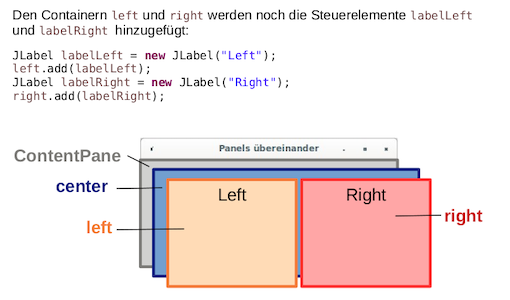 Den Containern left und right werden noch die Steuerelemente labelLeft
und labelRight hinzugefügt:
JLabel labelLeft = new JLabel("Left");
left.add(labelLeft);
JLabel labelRight = new JLabel("Right");
right.add(labelRight);
Panels übereinander
ContentPane
center
Left
Right
left
right